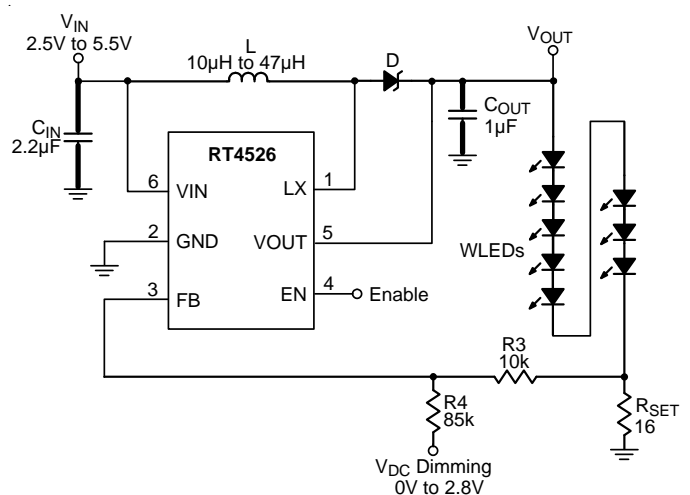 VIN
2.5V to 5.5V
L
10µH to 47µH
D
VOUT
CIN
2.2µF
COUT
1µF
RT4526
6
VIN
LX
1
2
GND
VOUT
5
3
FB
EN
4
Enable
WLEDs
R3
10k
R4
85k
RSET
16
VDC Dimming
0V to 2.8V